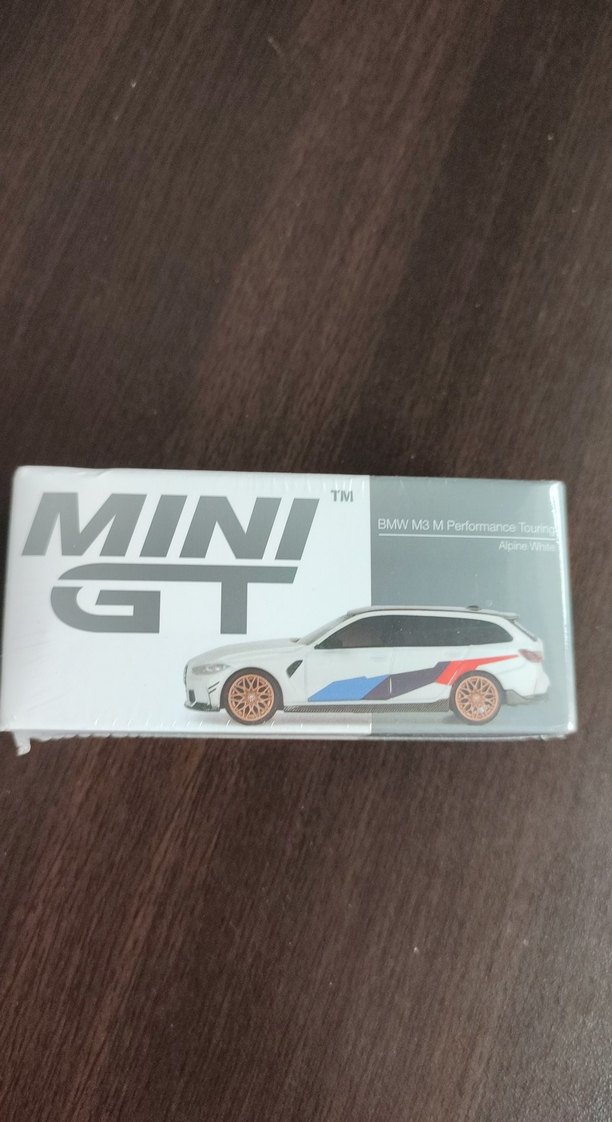 MINI
GT
TM
BMW M3 M Performance Touring
Alpine White